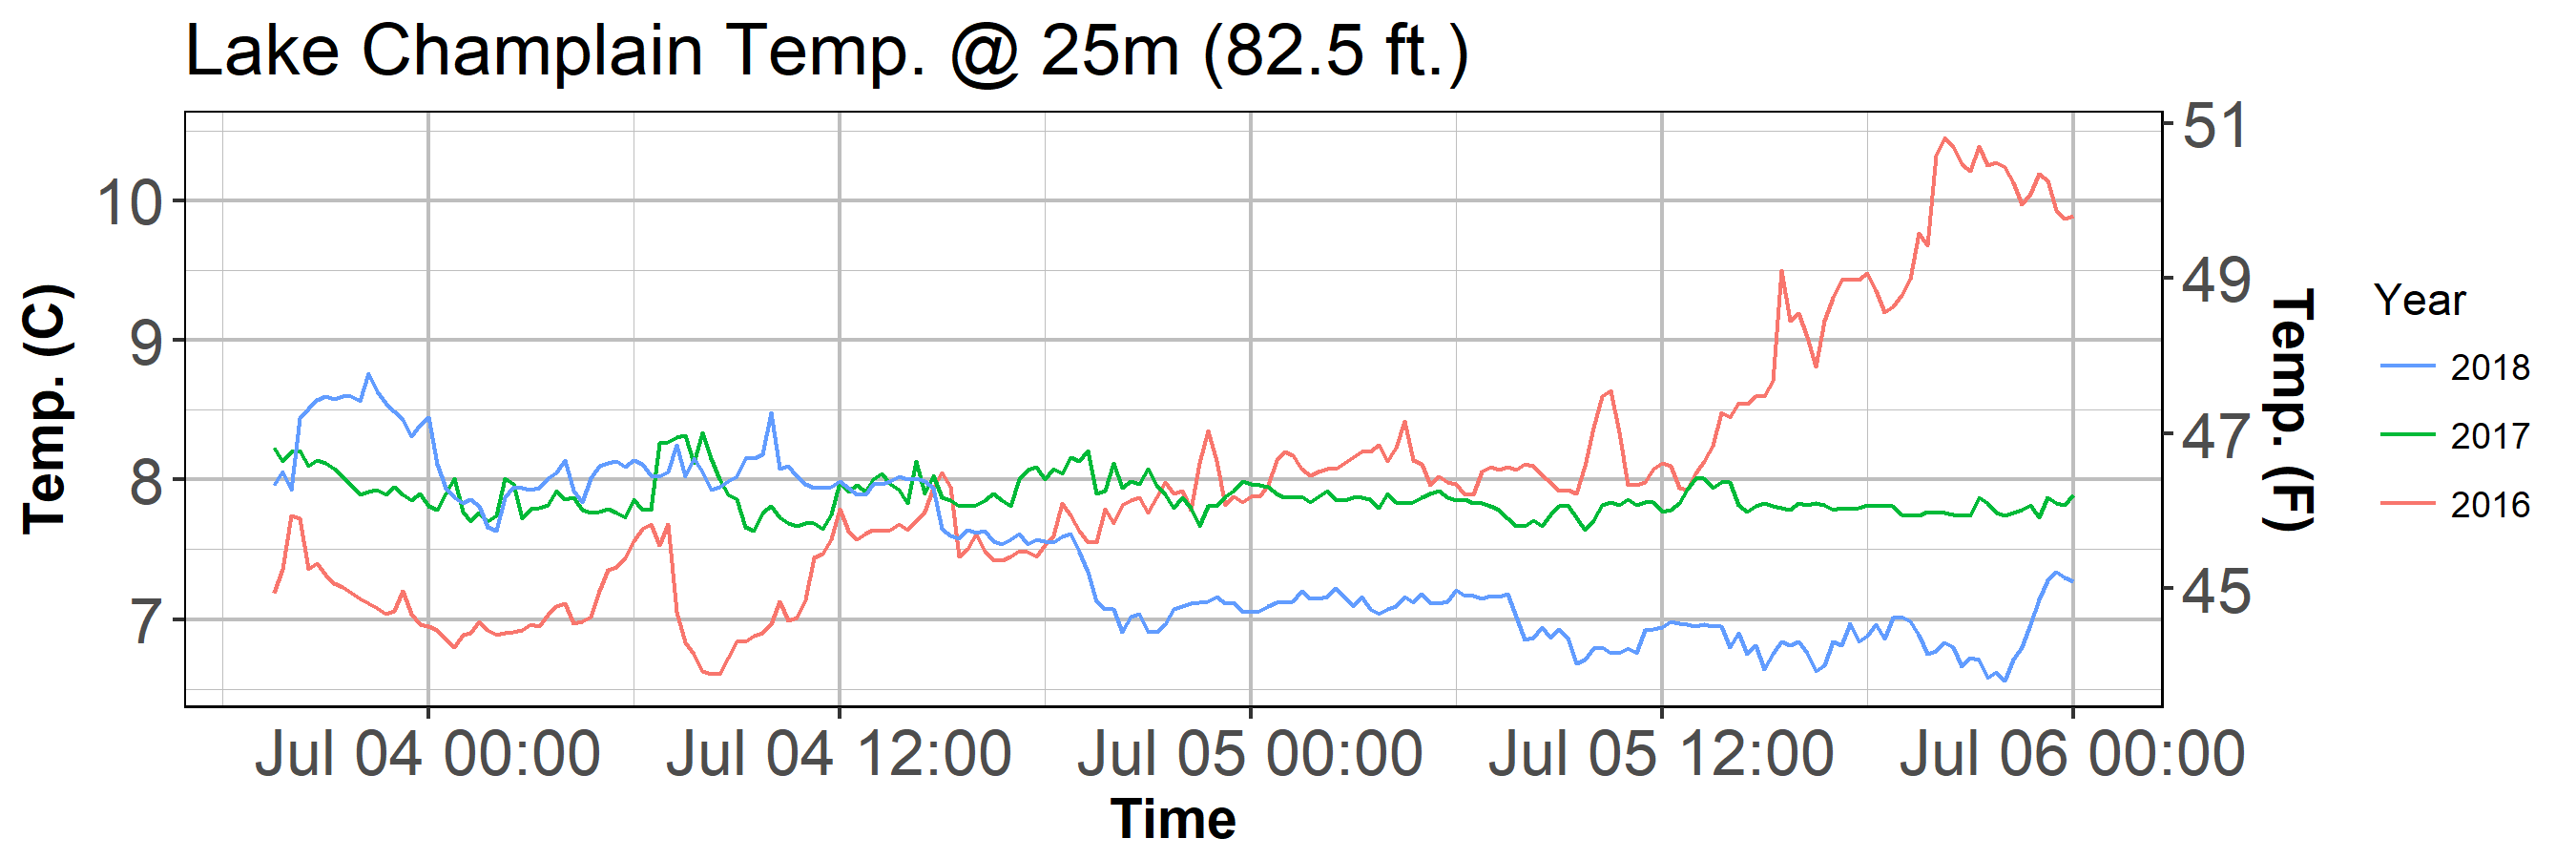 Lake Champlain Temp. @ 25m (82.5 ft.)
Temp. (C)
10
9
8
7
51
49
47
45
Temp. (F)
Year
2018
2017
2016
Jul 04 00:00 Jul 04 12:00 Jul 05 00:00 Jul 05 12:00 Jul 06 00:00
Time